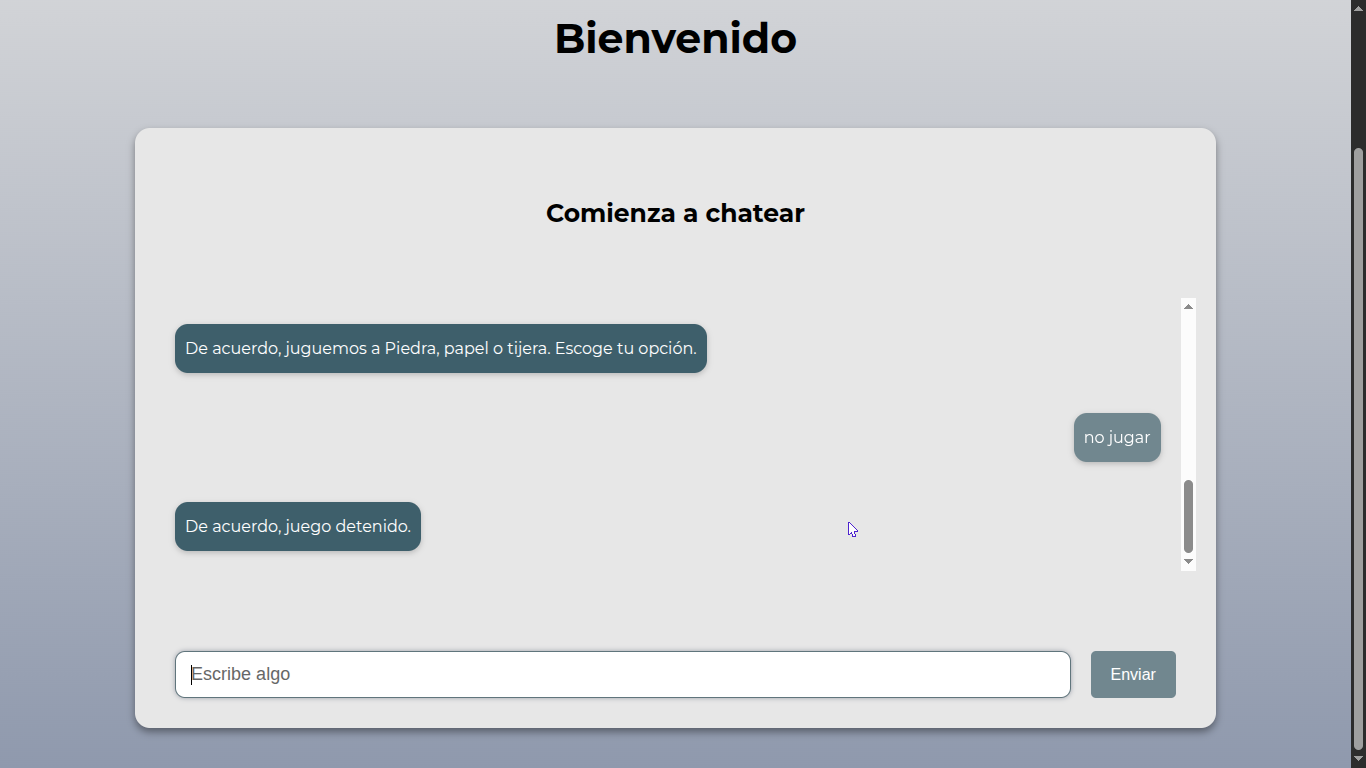 Bienvenido
Comienza a chatear
De acuerdo, juguemos a Piedra, papel o tijera. Escoge tu opción.
no jugar
De acuerdo, juego detenido.
Escribe algo
Enviar